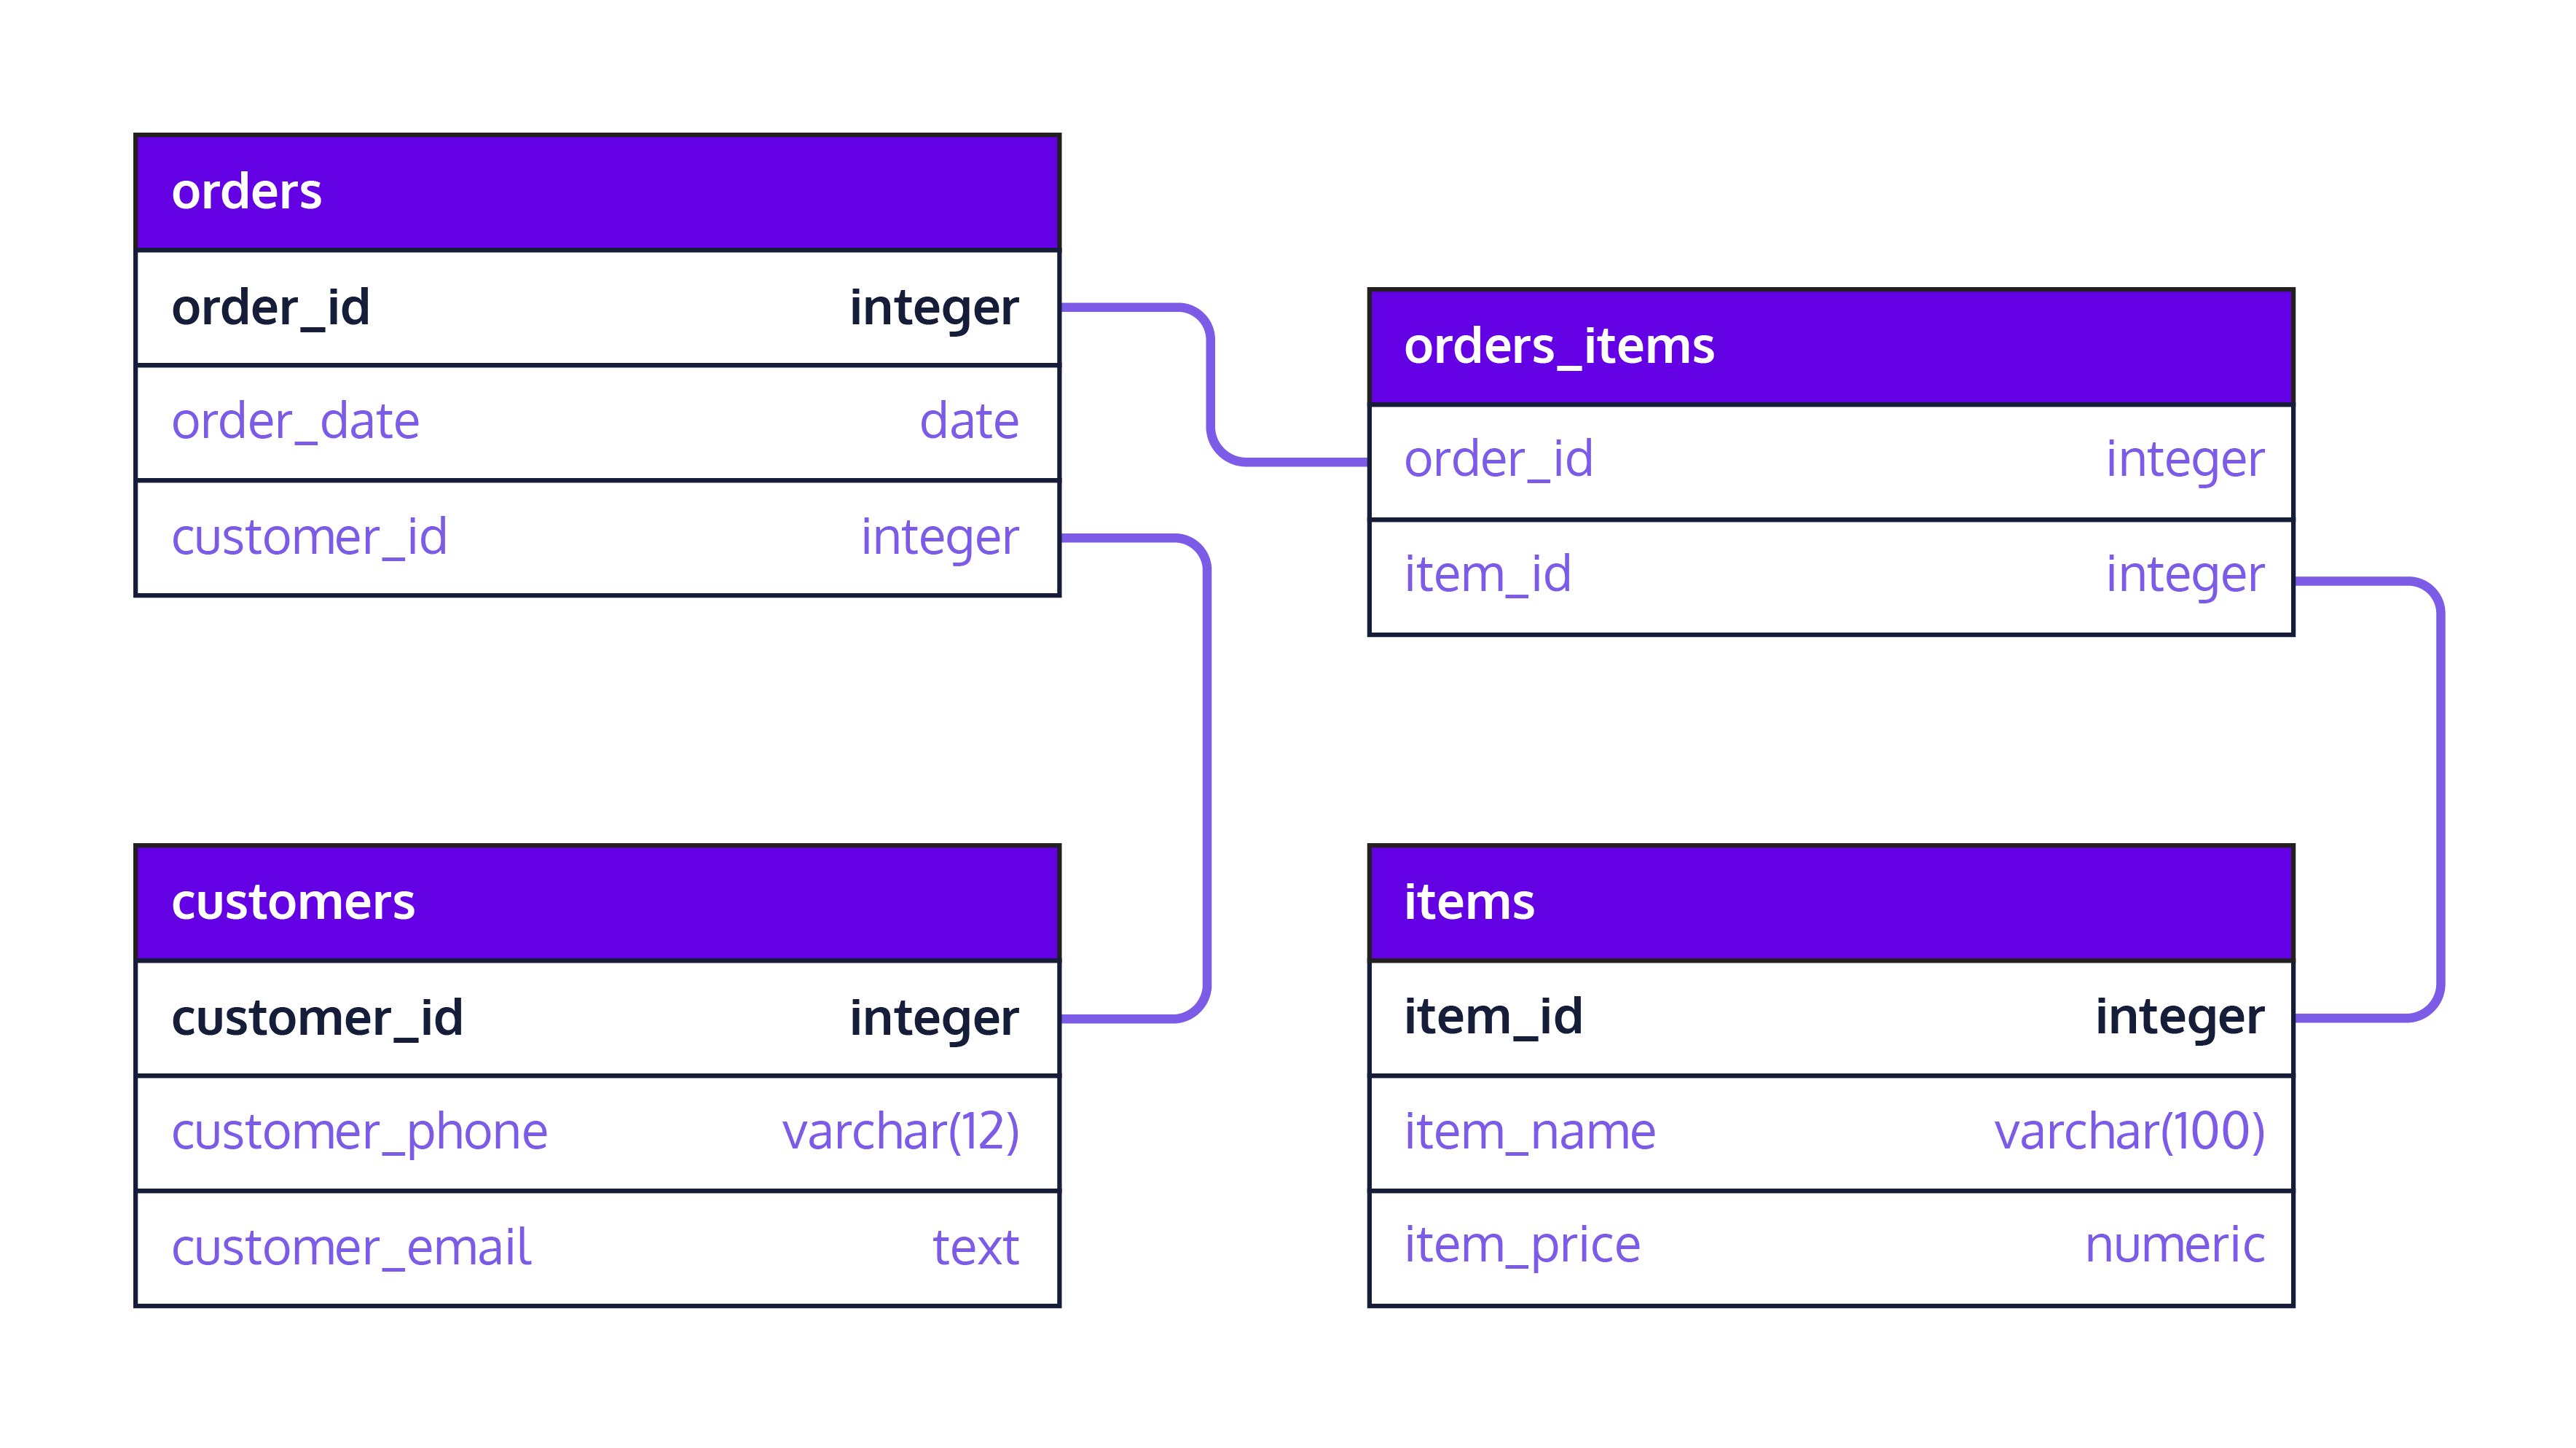 orders
order_id integer
order_date date
customer_id integer
orders_items
order_id integer
item_id integer
customers
customer_id integer
customer_phone varchar(12)
customer_email text
items
item_id integer
item_name varchar(100)
item_price numeric